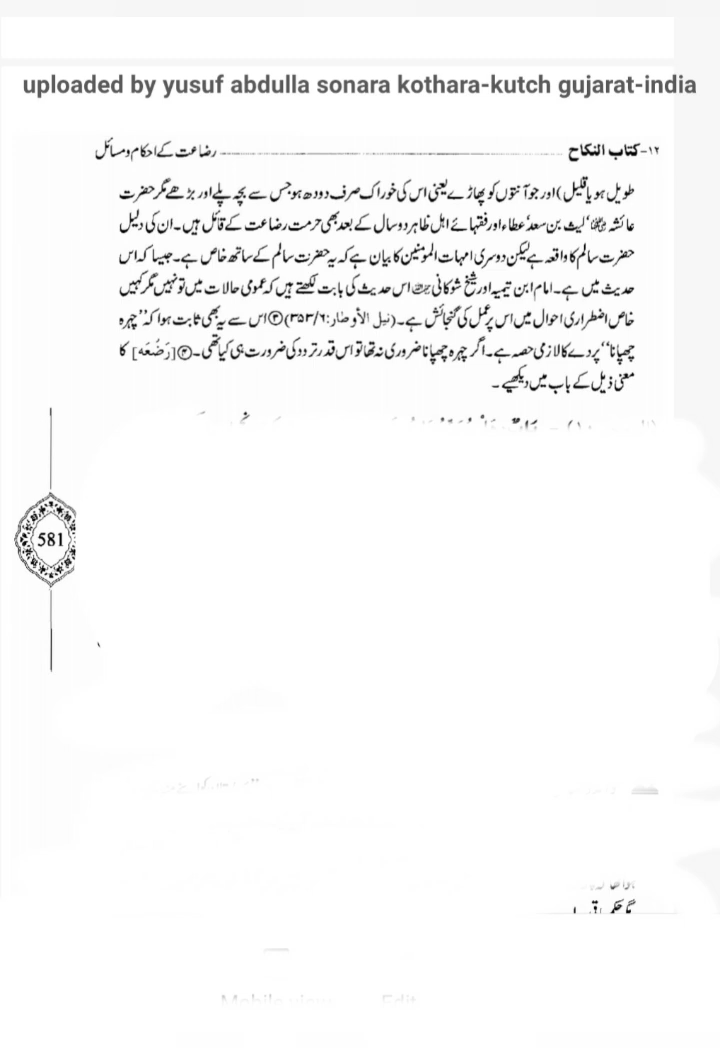 uploaded by yusuf abdulla sonara kothara-kutch gujarat-india
۱۲-کتاب النکاح ـــــــــ رضاعت کے احکام و مسائل
طویل ہو یا قلیل) اور جو آنتوں کو پھاڑے یعنی اس کی خوراک صرف دودھ ہو جس سے بچہ پلے اور بڑھے مگر حضرت
عائشہ رضی اللہ عنہا، لیث بن سعد، عطاء اور فقہائے اہل ظاہر دو سال کے بعد بھی حرمت رضاعت کے قائل ہیں۔ ان کی دلیل
حضرت سالم کا واقعہ ہے لیکن دوسری امہات المومنین کا بیان ہے کہ یہ حضرت سالم کے ساتھ خاص ہے۔ جیسا کہ اس
حدیث میں ہے۔ امام ابن تیمیہ اور شیخ شوکانی رحمہما اللہ اس حدیث کی بابت لکھتے ہیں کہ عمومی حالات میں تو نہیں مگر کہیں
خاص اضطراری احوال میں اس پر عمل کی گنجائش ہے۔ (نیل الأوطار: ۶/۳۵۳) ② اس سے یہ بھی ثابت ہوا کہ ”چہرہ
چھپانا“ پردے کا لازمی حصہ ہے۔ اگر چہرہ چھپانا ضروری نہ تھا تو اس قدر تردد کی ضرورت ہی کیا تھی۔ ③ [رَضْعَه] کا
معنی ذیل کے باب میں دیکھیے۔
581